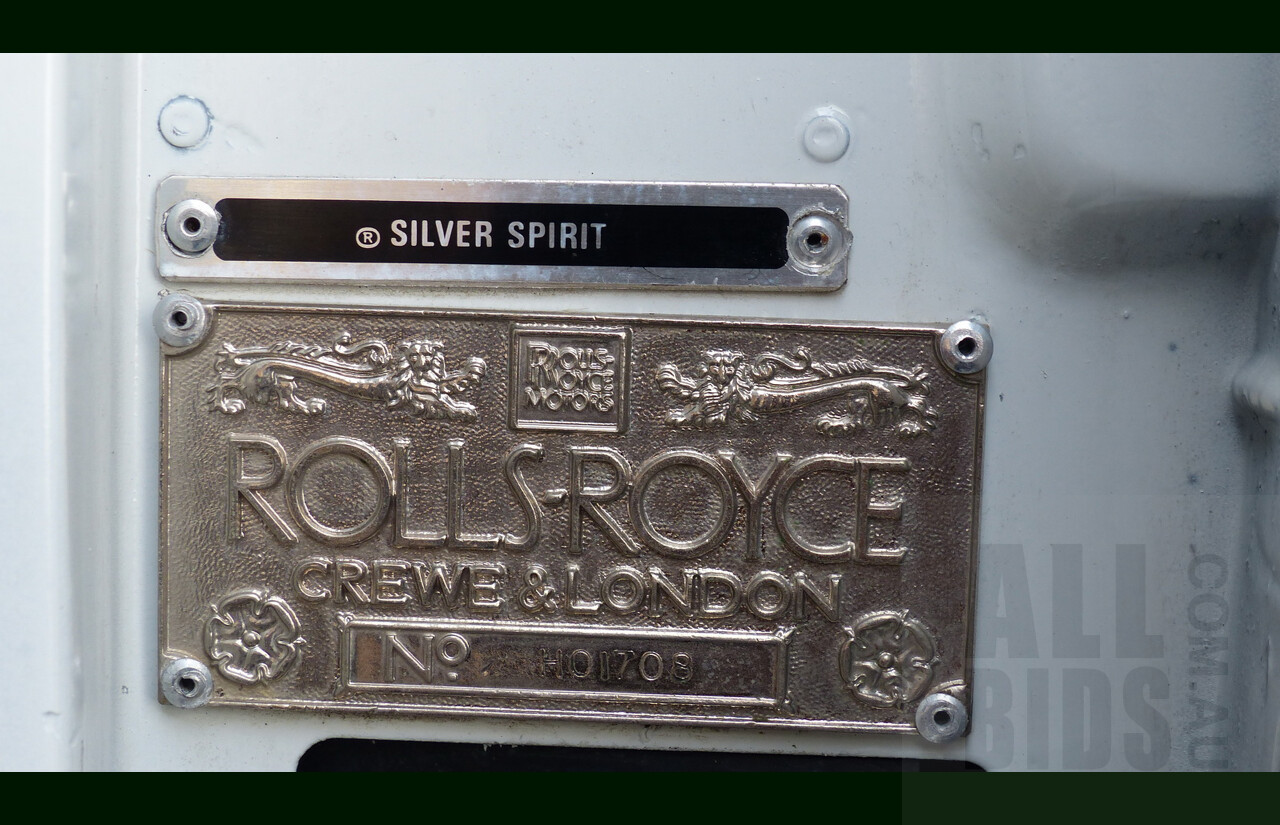 ® SILVER SPIRIT
ROLLS-
ROYCE
MOTORS
ROLLS-ROYCE
CREWE & LONDON
Nº H01708
ALL
BIDS
COM.AU